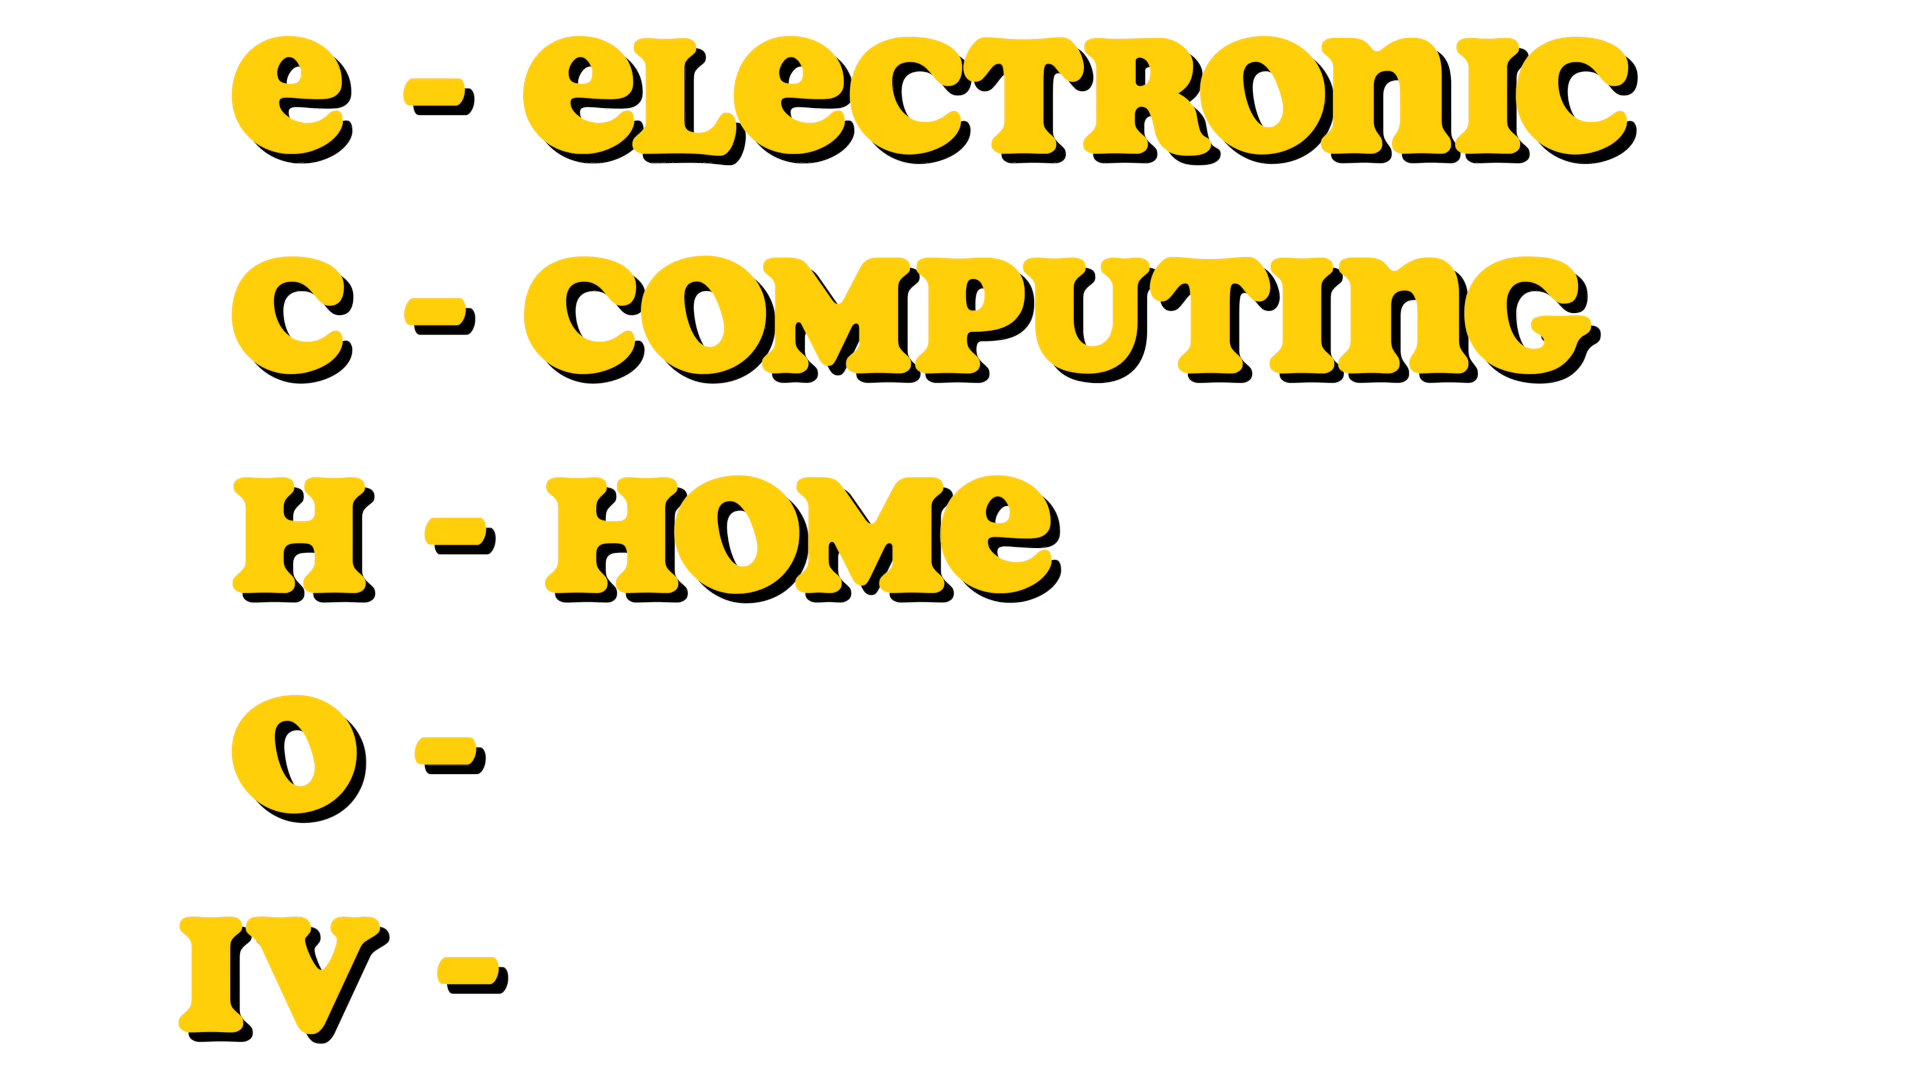 e - eLeCTROnIC
C - COMPUTInG
H - HOMe
O -
IV -